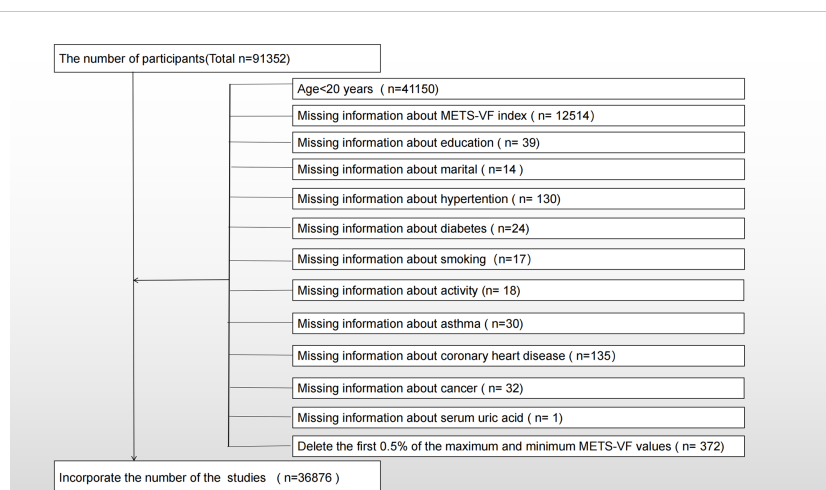 The number of participants(Total n=91352)
Age<20 years ( n=41150)
Missing information about METS-VF index ( n= 12514)
Missing information about education ( n= 39)
Missing information about marital ( n=14 )
Missing information about hypertention ( n= 130)
Missing information about diabetes ( n=24)
Missing information about smoking (n=17)
Missing information about activity (n= 18)
Missing information about asthma ( n=30)
Missing information about coronary heart disease ( n=135)
Missing information about cancer ( n= 32)
Missing information about serum uric acid ( n= 1)
Delete the first 0.5% of the maximum and minimum METS-VF values ( n= 372)
Incorporate the number of the studies ( n=36876 )